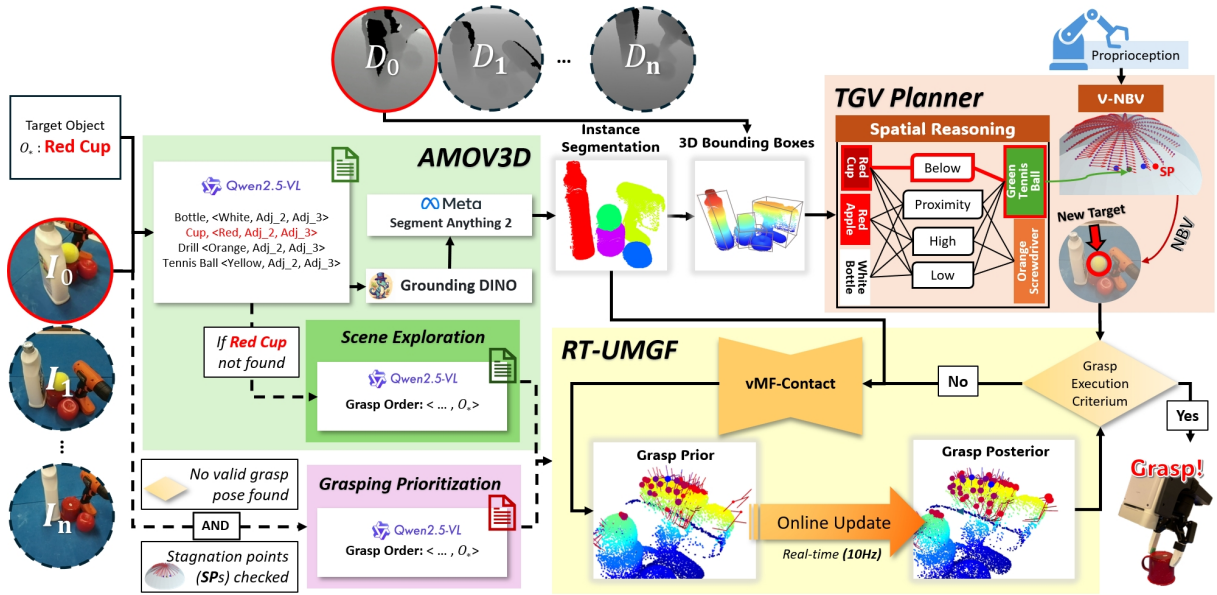 D₀
D₁
...
Dₙ
Proprioception
TGV Planner
V-NBV
Target Object
O* : Red Cup
Instance
Segmentation
3D Bounding Boxes
Spatial Reasoning
Red Cup
Red Apple
White Bottle
Below
Proximity
High
Low
Green Tennis Ball
Orange Screwdriver
SP
New Target
NBV
AMOV3D
Qwen2.5-VL
Bottle, <White, Adj_2, Adj_3>
Cup, <Red, Adj_2, Adj_3>
Drill <Orange, Adj_2, Adj_3>
Tennis Ball <Yellow, Adj_2, Adj_3>
Meta
Segment Anything 2
Grounding DINO
I₀
I₁
Iₙ
If Red Cup
not found
Scene Exploration
Qwen2.5-VL
Grasp Order: < ... , O*>
No valid grasp
pose found
AND
Stagnation points
(SPs) checked
Grasping Prioritization
Qwen2.5-VL
Grasp Order: < ... , O*>
RT-UMGF
vMF-Contact
No
Grasp
Execution
Criterium
Yes
Grasp!
Grasp Prior
Online Update
Real-time (10Hz)
Grasp Posterior